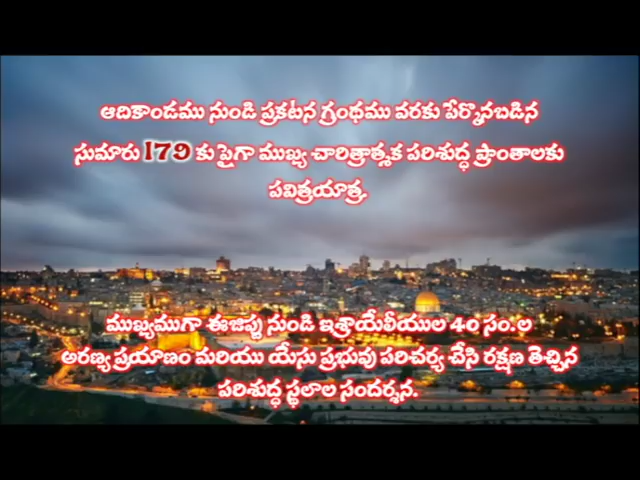 ఆదికాండము నుండి ప్రకటన గ్రంథము వరకు పేర్కొనబడిన
సుమారు 179 కు పైగా ముఖ్య చారిత్రాత్మక పరిశుద్ధ ప్రాంతాలకు
పవిత్రయాత్ర.
ముఖ్యముగా ఈజిప్టు నుండి ఇశ్రాయేలీయుల 40 సం.ల
అరణ్య ప్రయాణం మరియు యేసు ప్రభువు పరిచర్య చేసి రక్షణ తెచ్చిన
పరిశుద్ధ స్థలాల సందర్శన.